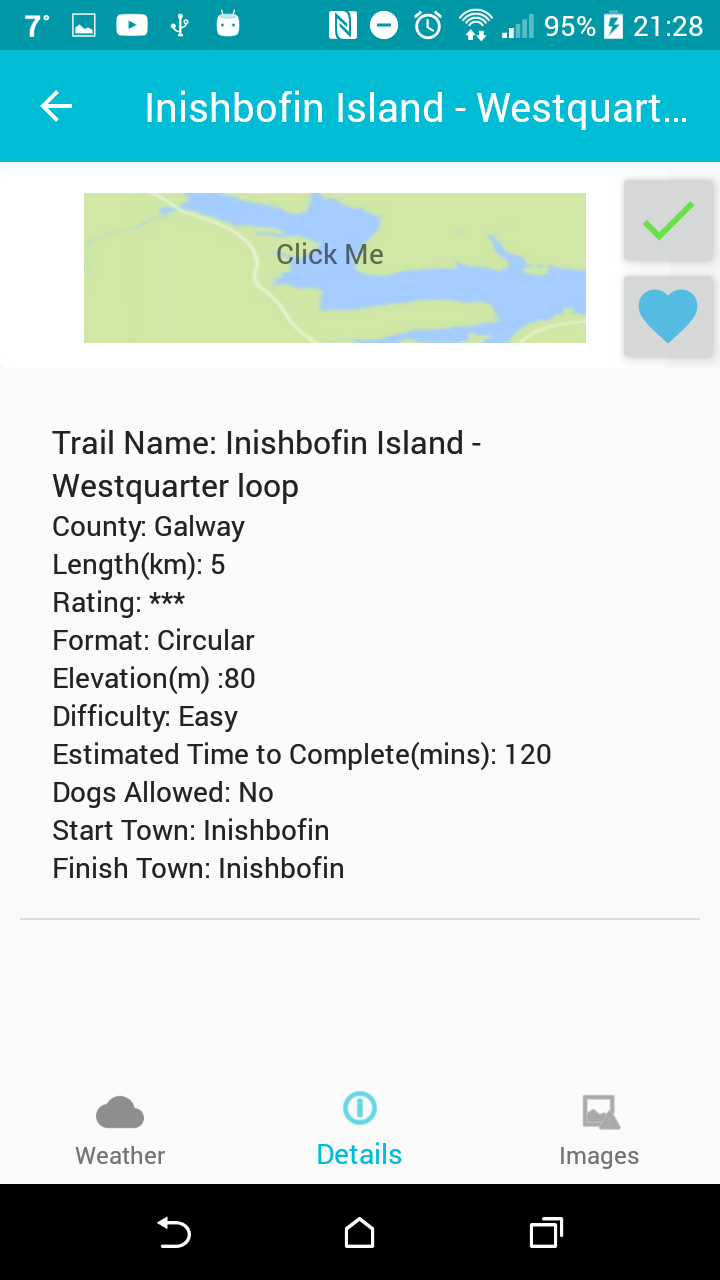 7° 95% 21:28
Inishbofin Island - Westquart...
Click Me
Trail Name: Inishbofin Island -
Westquarter loop
County: Galway
Length(km): 5
Rating: ***
Format: Circular
Elevation(m) :80
Difficulty: Easy
Estimated Time to Complete(mins): 120
Dogs Allowed: No
Start Town: Inishbofin
Finish Town: Inishbofin
Weather Details Images